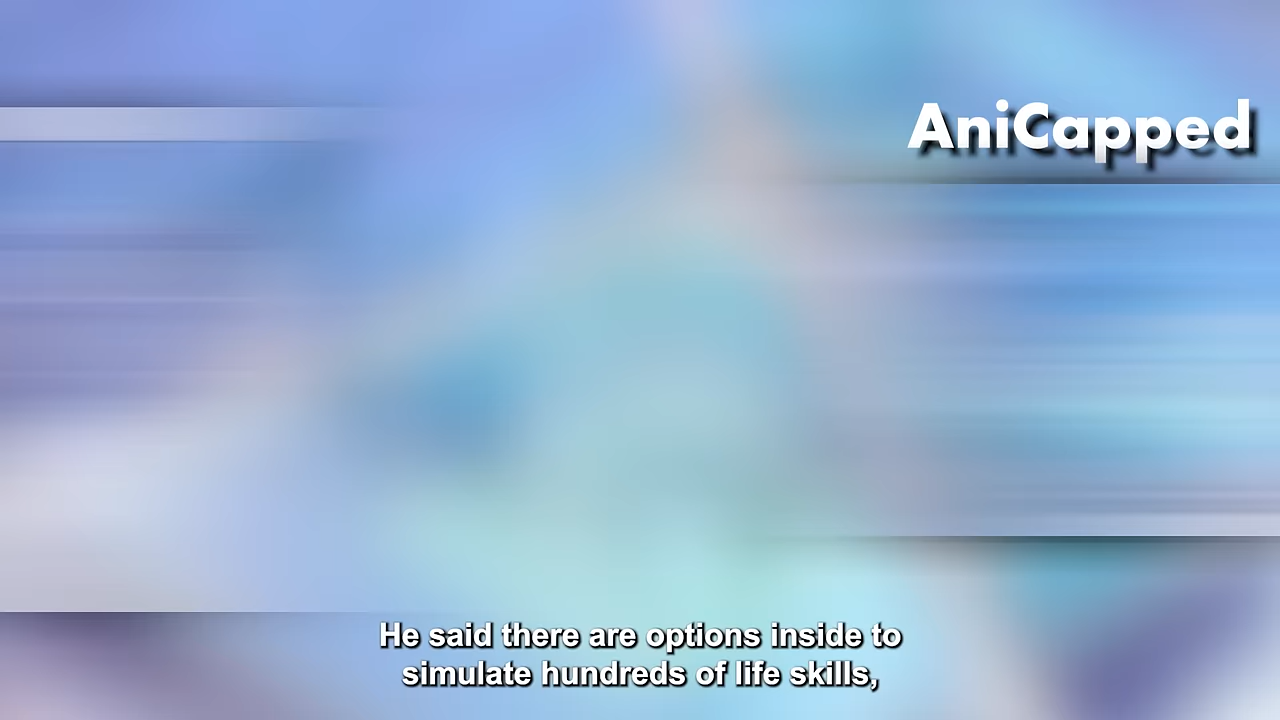 AniCapped
He said there are options inside to
simulate hundreds of life skills,